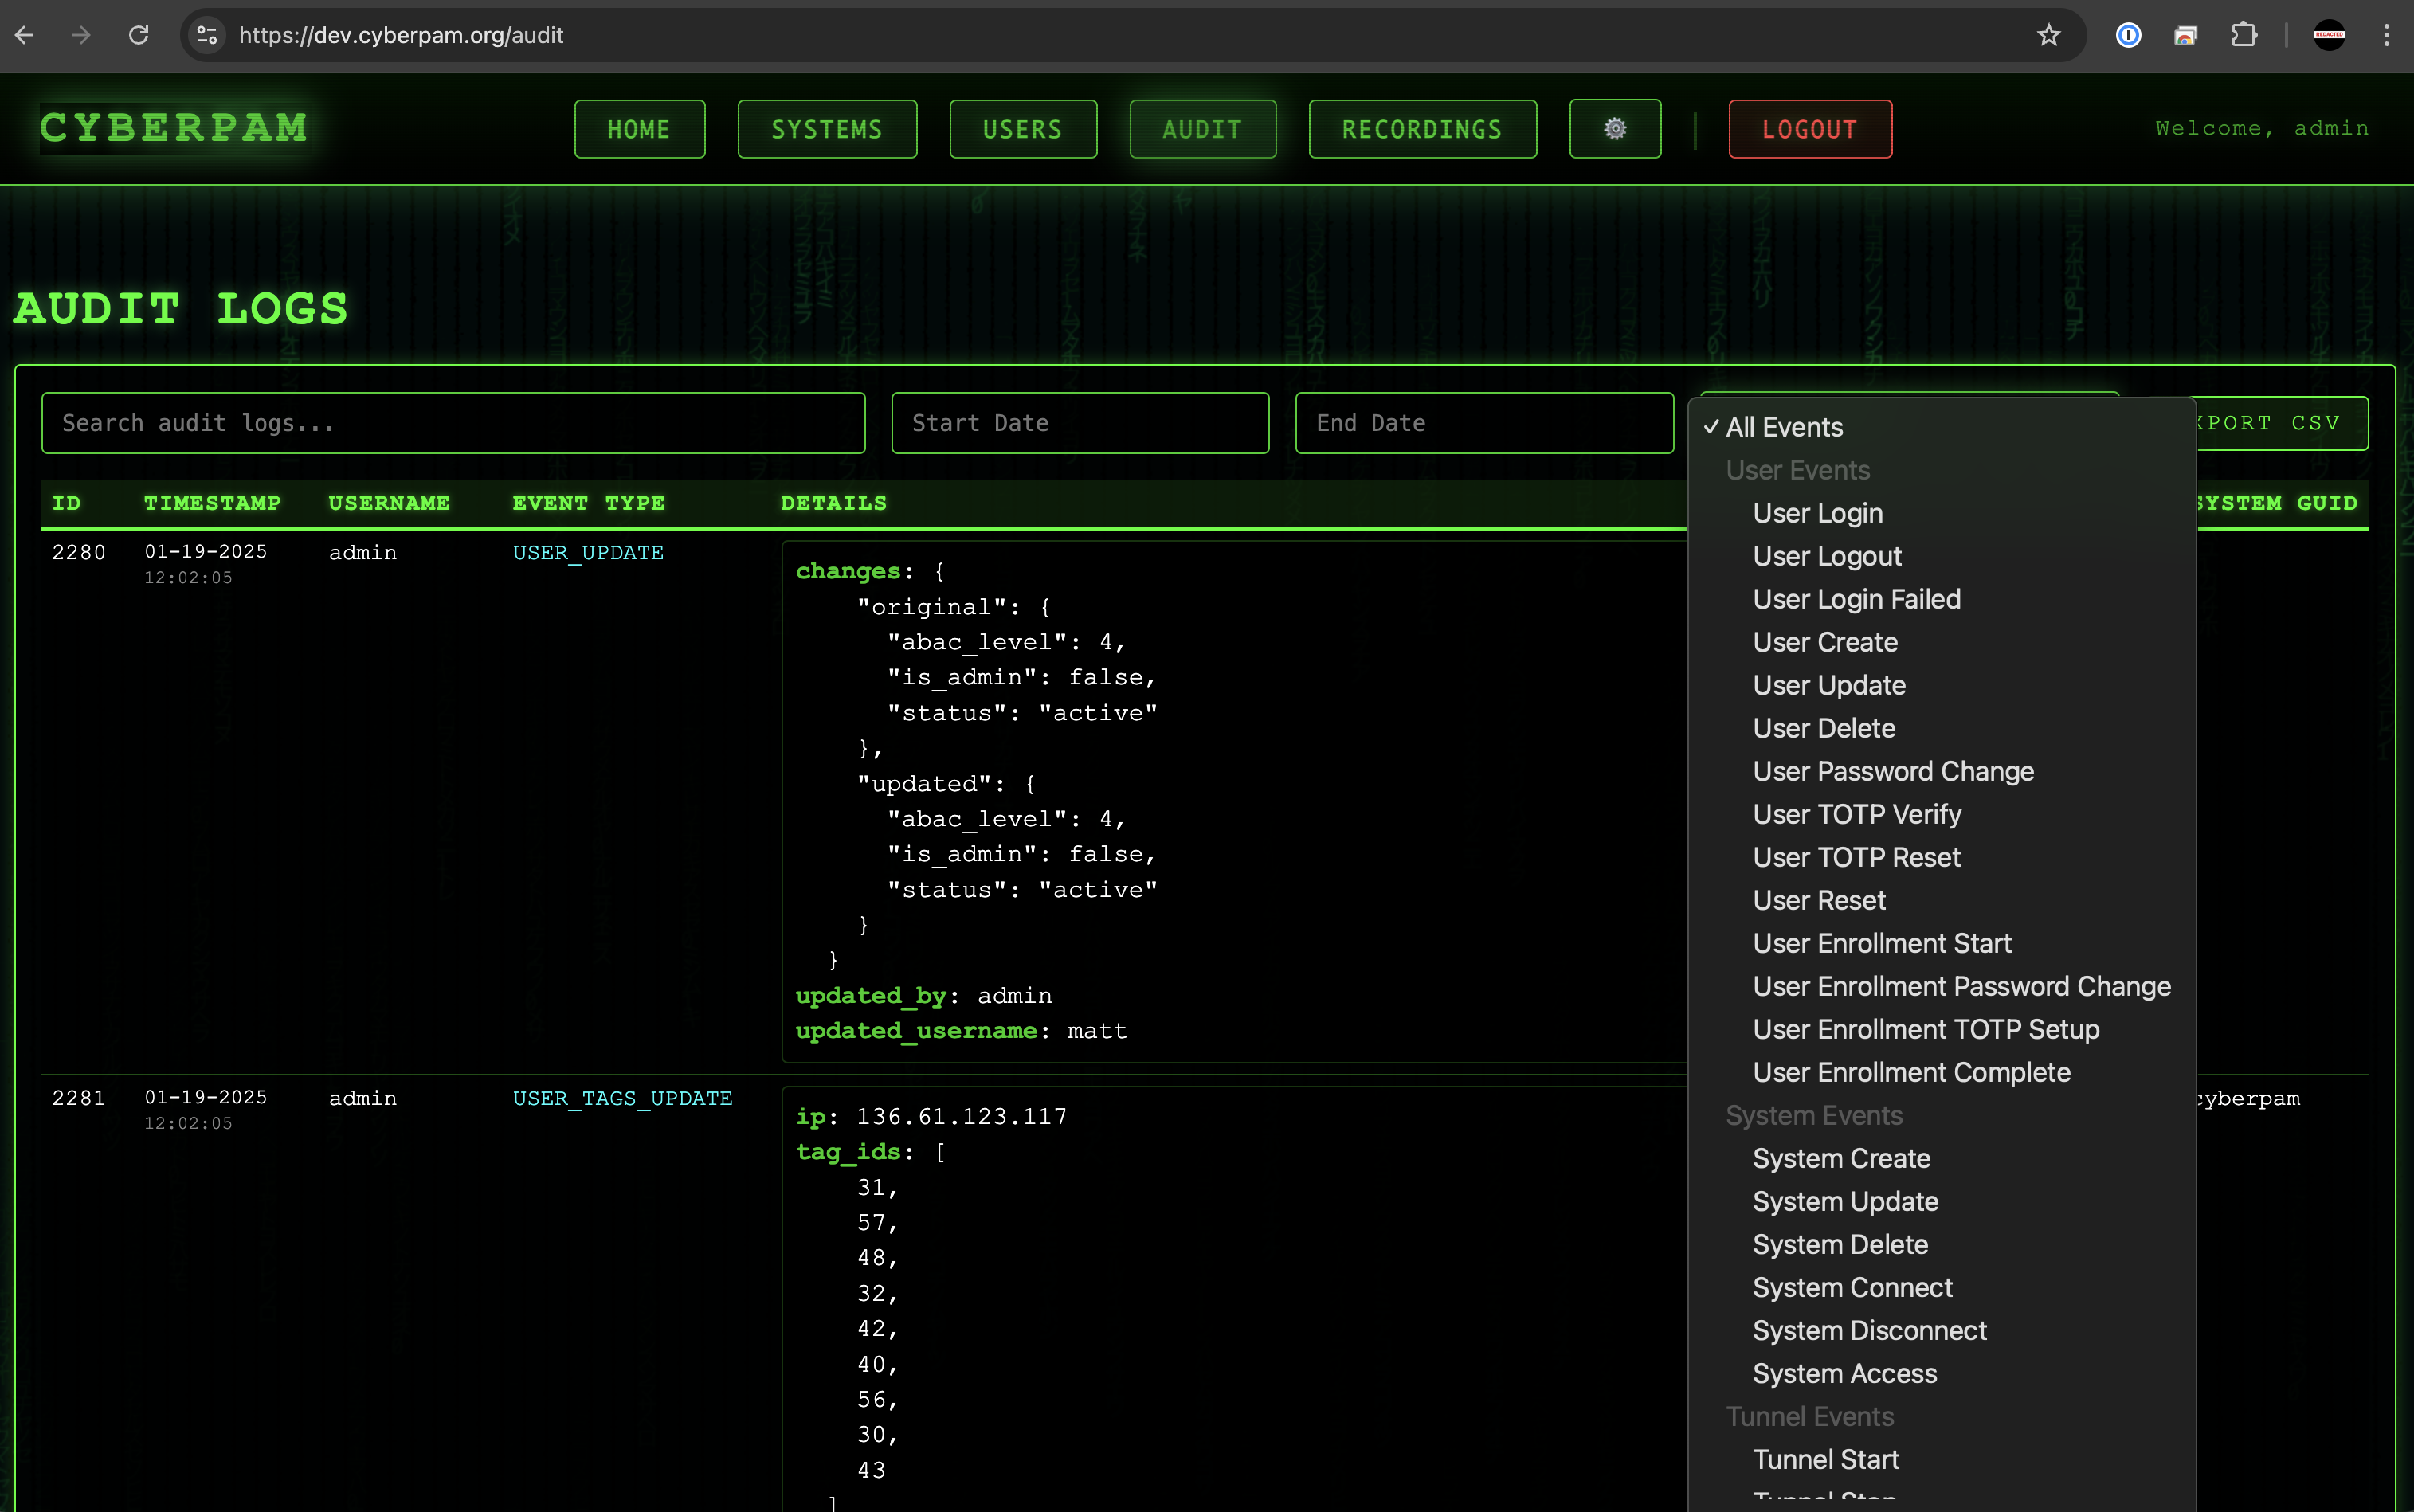 https://dev.cyberpam.org/audit
REDACTED
CYBERPAM
HOME
SYSTEMS
USERS
AUDIT
RECORDINGS
LOGOUT
Welcome, admin
AUDIT LOGS
Search audit logs...
Start Date
End Date
XPORT CSV
ID TIMESTAMP USERNAME EVENT TYPE DETAILS SYSTEM GUID
2280 01-19-2025 admin USER_UPDATE
12:02:05
changes: {
"original": {
"abac_level": 4,
"is_admin": false,
"status": "active"
},
"updated": {
"abac_level": 4,
"is_admin": false,
"status": "active"
}
}
updated_by: admin
updated_username: matt
2281 01-19-2025 admin USER_TAGS_UPDATE cyberpam
12:02:05
ip: 136.61.123.117
tag_ids: [
31,
57,
48,
32,
42,
40,
56,
30,
43
]
✓ All Events
User Events
User Login
User Logout
User Login Failed
User Create
User Update
User Delete
User Password Change
User TOTP Verify
User TOTP Reset
User Reset
User Enrollment Start
User Enrollment Password Change
User Enrollment TOTP Setup
User Enrollment Complete
System Events
System Create
System Update
System Delete
System Connect
System Disconnect
System Access
Tunnel Events
Tunnel Start
Tunnel Stop